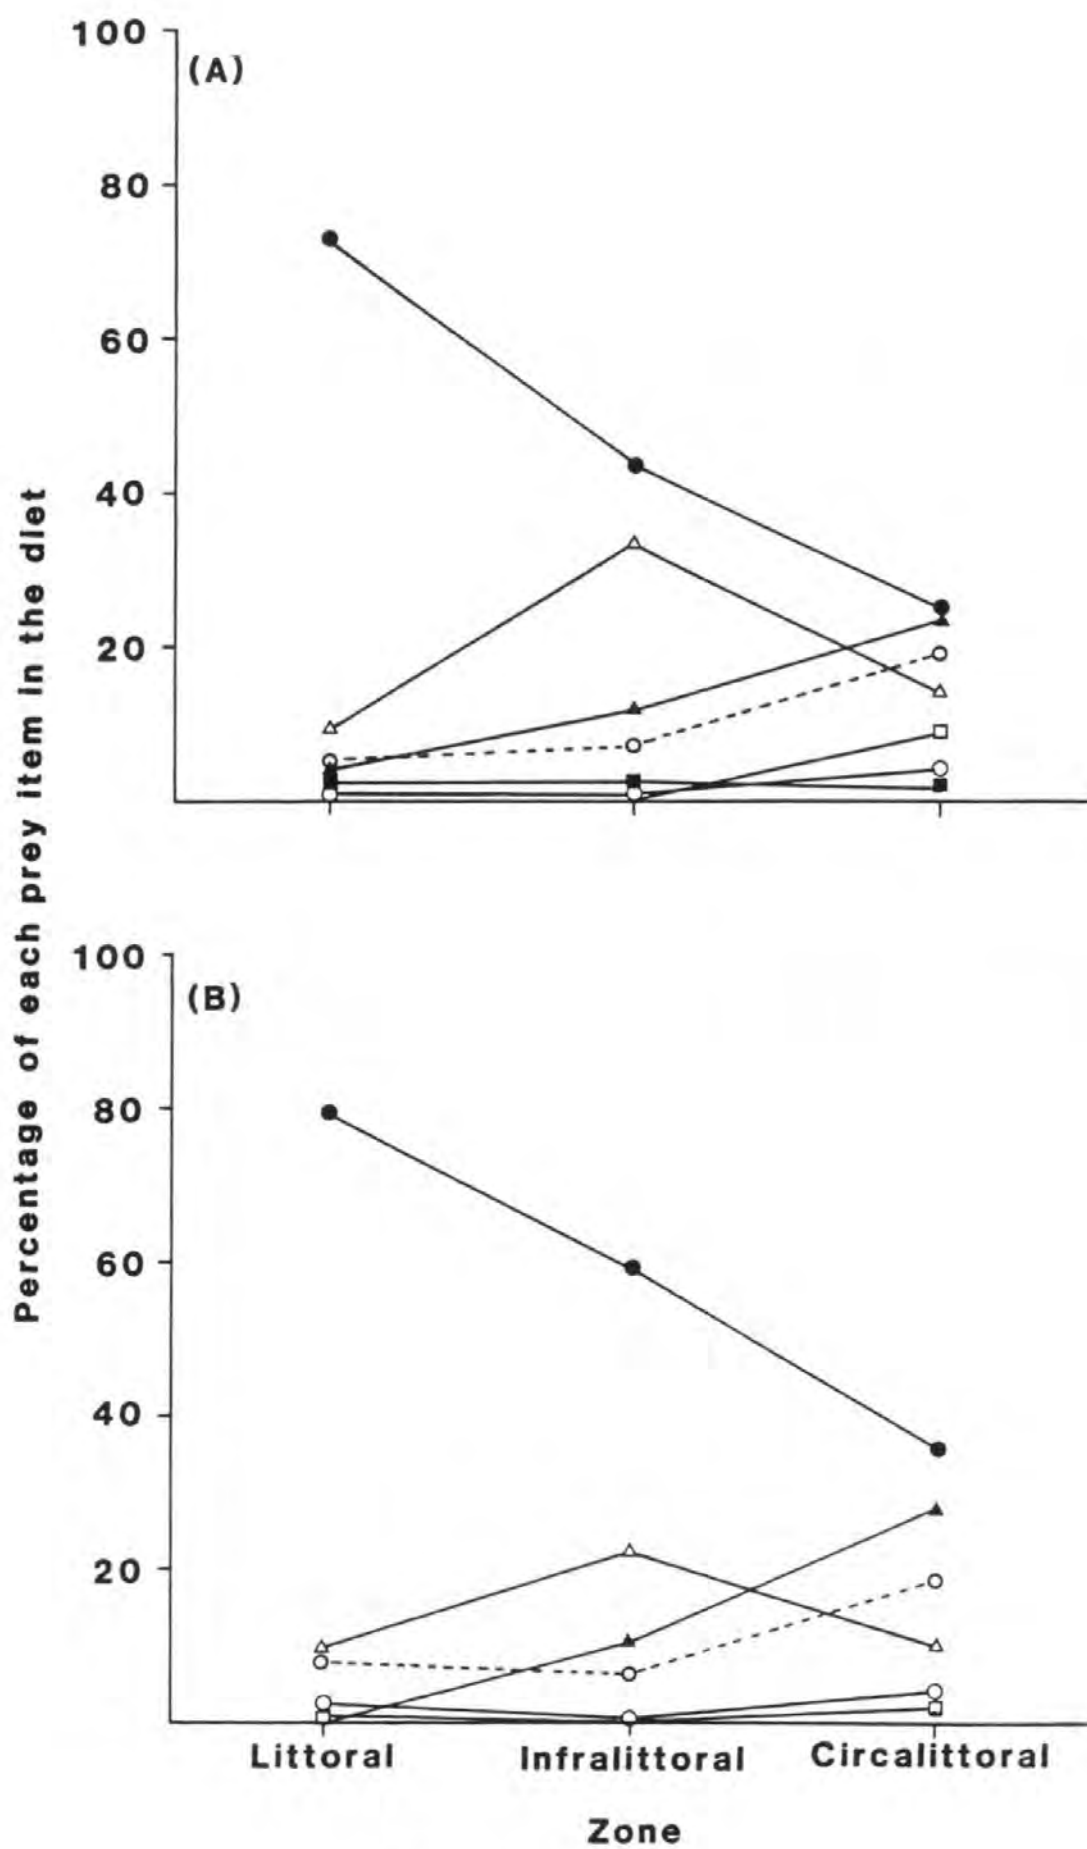 100
(A)
80
60
40
20
Percentage of each prey item in the diet
100
(B)
80
60
40
20
Littoral Infralittoral Circalittoral
Zone